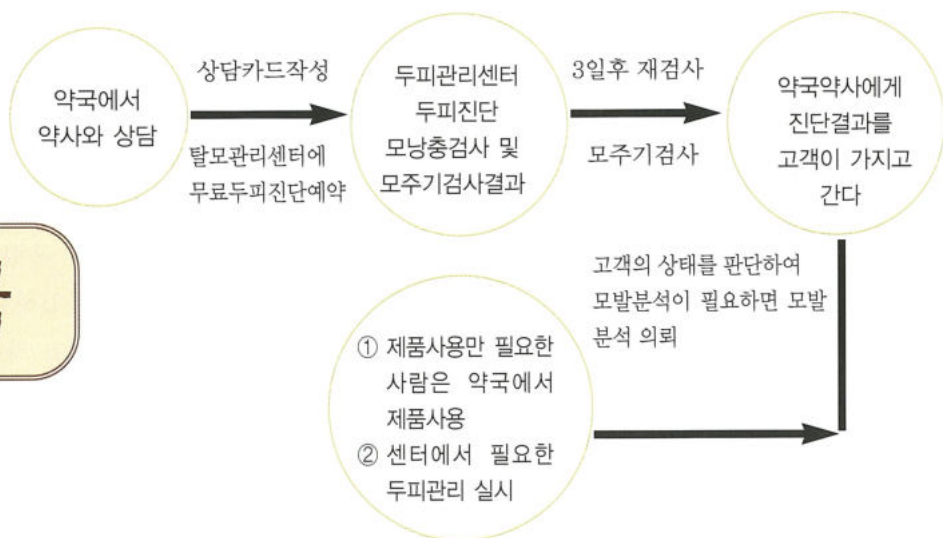 약국에서
약사와 상담
상담카드작성
탈모관리센터에
무료두피진단예약
두피관리센터
두피진단
모낭충검사 및
모주기검사결과
3일후 재검사
모주기검사
약국약사에게
진단결과를
고객이 가지고
간다
고객의 상태를 판단하여
모발분석이 필요하면 모발
분석 의뢰
① 제품사용만 필요한
사람은 약국에서
제품사용
② 센터에서 필요한
두피관리 실시